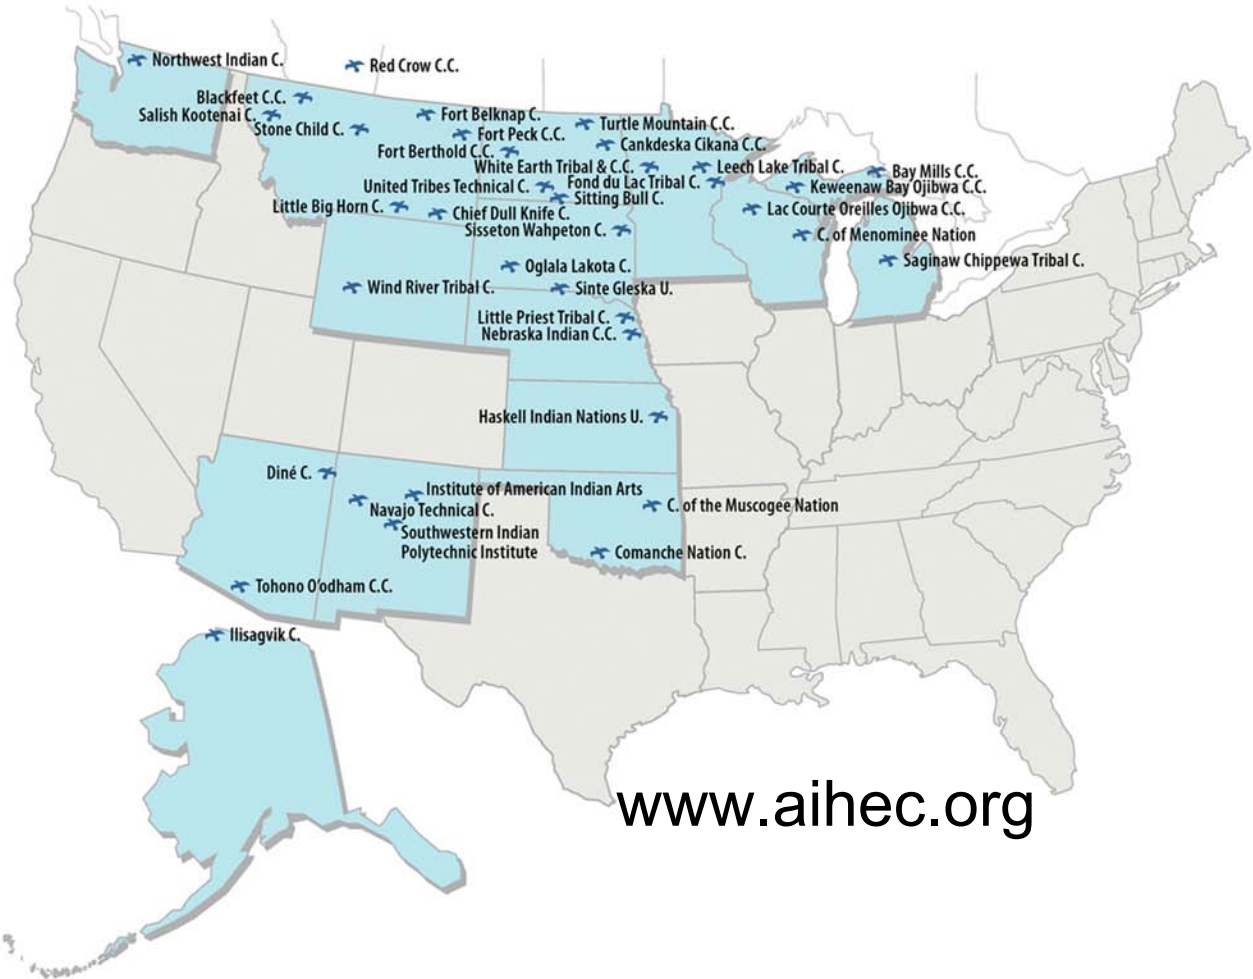 Northwest Indian C.
Red Crow C.C.
Blackfeet C.C.
Salish Kootenai C.
Stone Child C.
Fort Belknap C.
Fort Peck C.C.
Turtle Mountain C.C.
Cankdeska Cikana C.C.
Fort Berthold C.C.
White Earth Tribal & C.C.
Leech Lake Tribal C.
Bay Mills C.C.
United Tribes Technical C.
Fond du Lac Tribal C.
Keweenaw Bay Ojibwa C.C.
Sitting Bull C.
Little Big Horn C.
Chief Dull Knife C.
Lac Courte Oreilles Ojibwa C.C.
Sisseton Wahpeton C.
C. of Menominee Nation
Saginaw Chippewa Tribal C.
Oglala Lakota C.
Wind River Tribal C.
Sinte Gleska U.
Little Priest Tribal C.
Nebraska Indian C.C.
Haskell Indian Nations U.
Diné C.
Institute of American Indian Arts
Navajo Technical C.
C. of the Muscogee Nation
Southwestern Indian
Polytechnic Institute
Comanche Nation C.
Tohono O'odham C.C.
Ilisagvik C.
www.aihec.org